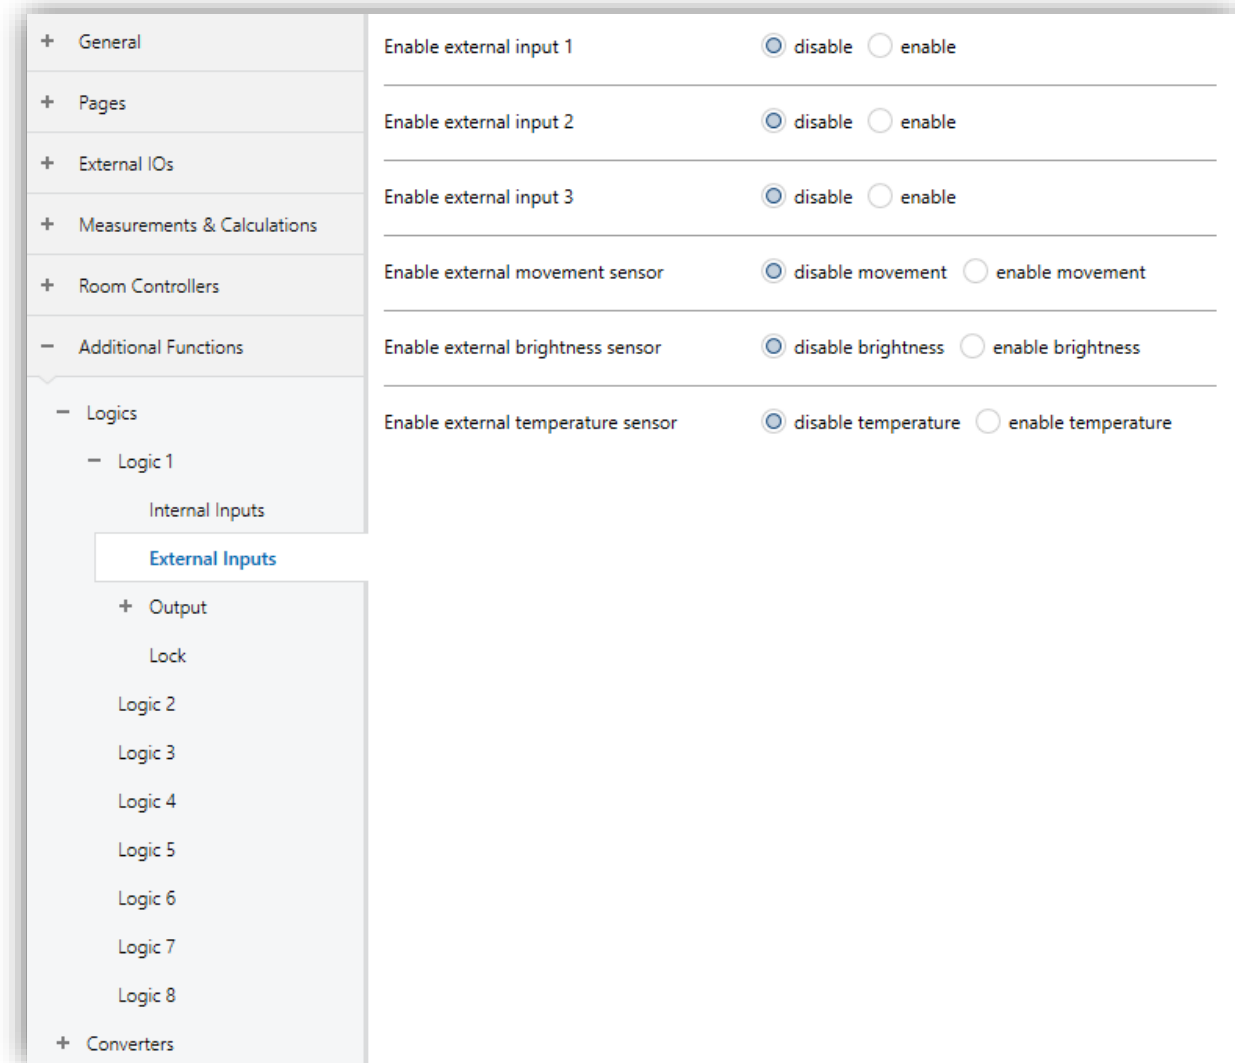 + General
+ Pages
+ External IOs
+ Measurements & Calculations
+ Room Controllers
− Additional Functions
− Logics
− Logic 1
Internal Inputs
External Inputs
+ Output
Lock
Logic 2
Logic 3
Logic 4
Logic 5
Logic 6
Logic 7
Logic 8
+ Converters
Enable external input 1 disable enable
Enable external input 2 disable enable
Enable external input 3 disable enable
Enable external movement sensor disable movement enable movement
Enable external brightness sensor disable brightness enable brightness
Enable external temperature sensor disable temperature enable temperature